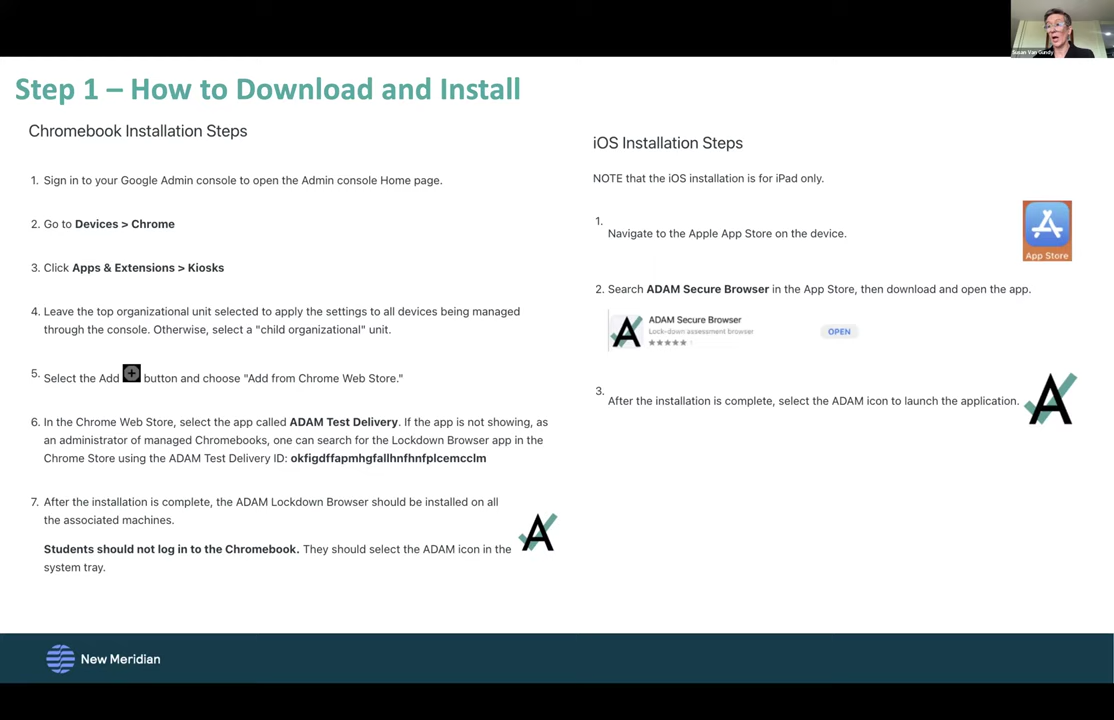 Susan Van Gundy
Step 1 – How to Download and Install
Chromebook Installation Steps
1. Sign in to your Google Admin console to open the Admin console Home page.
2. Go to Devices > Chrome
3. Click Apps & Extensions > Kiosks
4. Leave the top organizational unit selected to apply the settings to all devices being managed
through the console. Otherwise, select a "child organizational" unit.
5. Select the Add button and choose "Add from Chrome Web Store."
6. In the Chrome Web Store, select the app called ADAM Test Delivery. If the app is not showing, as
an administrator of managed Chromebooks, one can search for the Lockdown Browser app in the
Chrome Store using the ADAM Test Delivery ID: okfigdffapmhgfallhnfhnfplcemcclm
7. After the installation is complete, the ADAM Lockdown Browser should be installed on all
the associated machines.
Students should not log in to the Chromebook. They should select the ADAM icon in the
system tray.
iOS Installation Steps
NOTE that the iOS installation is for iPad only.
1. Navigate to the Apple App Store on the device.
App Store
2. Search ADAM Secure Browser in the App Store, then download and open the app.
ADAM Secure Browser
Lock-down assessment browser
OPEN
3. After the installation is complete, select the ADAM icon to launch the application.
New Meridian